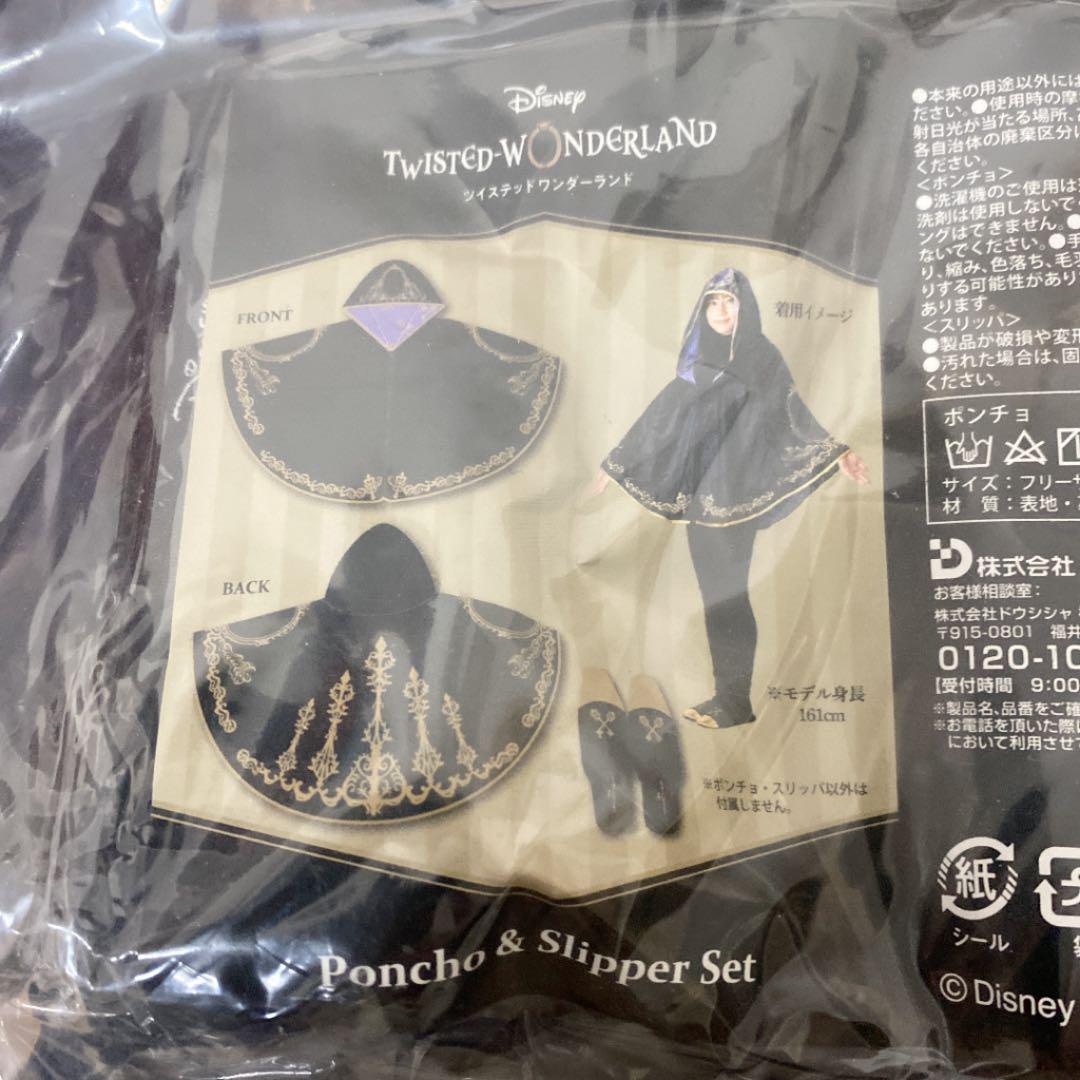 Disney
TWISTED-WONDERLAND
ツイステッドワンダーランド
FRONT
着用イメージ
BACK
※モデル身長
161cm
※ポンチョ・スリッパ以外は
付属しません。
Poncho & Slipper Set
●本来の用途以外には
ださい。●使用時の摩
射日光が当たる場所、
各自治体の廃棄区分に
ください。
<ポンチョ>
●洗濯機のご使用は
洗剤は使用しないで
ングはできません。●
ないでください。●手
り、縮み、色落ち、毛
りする可能性があり
あります。
<スリッパ>
●製品が破損や変形
●汚れた場合は、固
ください。
ポンチョ
サイズ:フリー
材 質:表地・
株式会社
お客様相談室:
株式会社ドウシシャ
〒915-0801 福井
0120-10
【受付時間 9:00
※製品名、品番をご確
※お電話を頂いた際に
において利用させて
紙
シール
© Disney